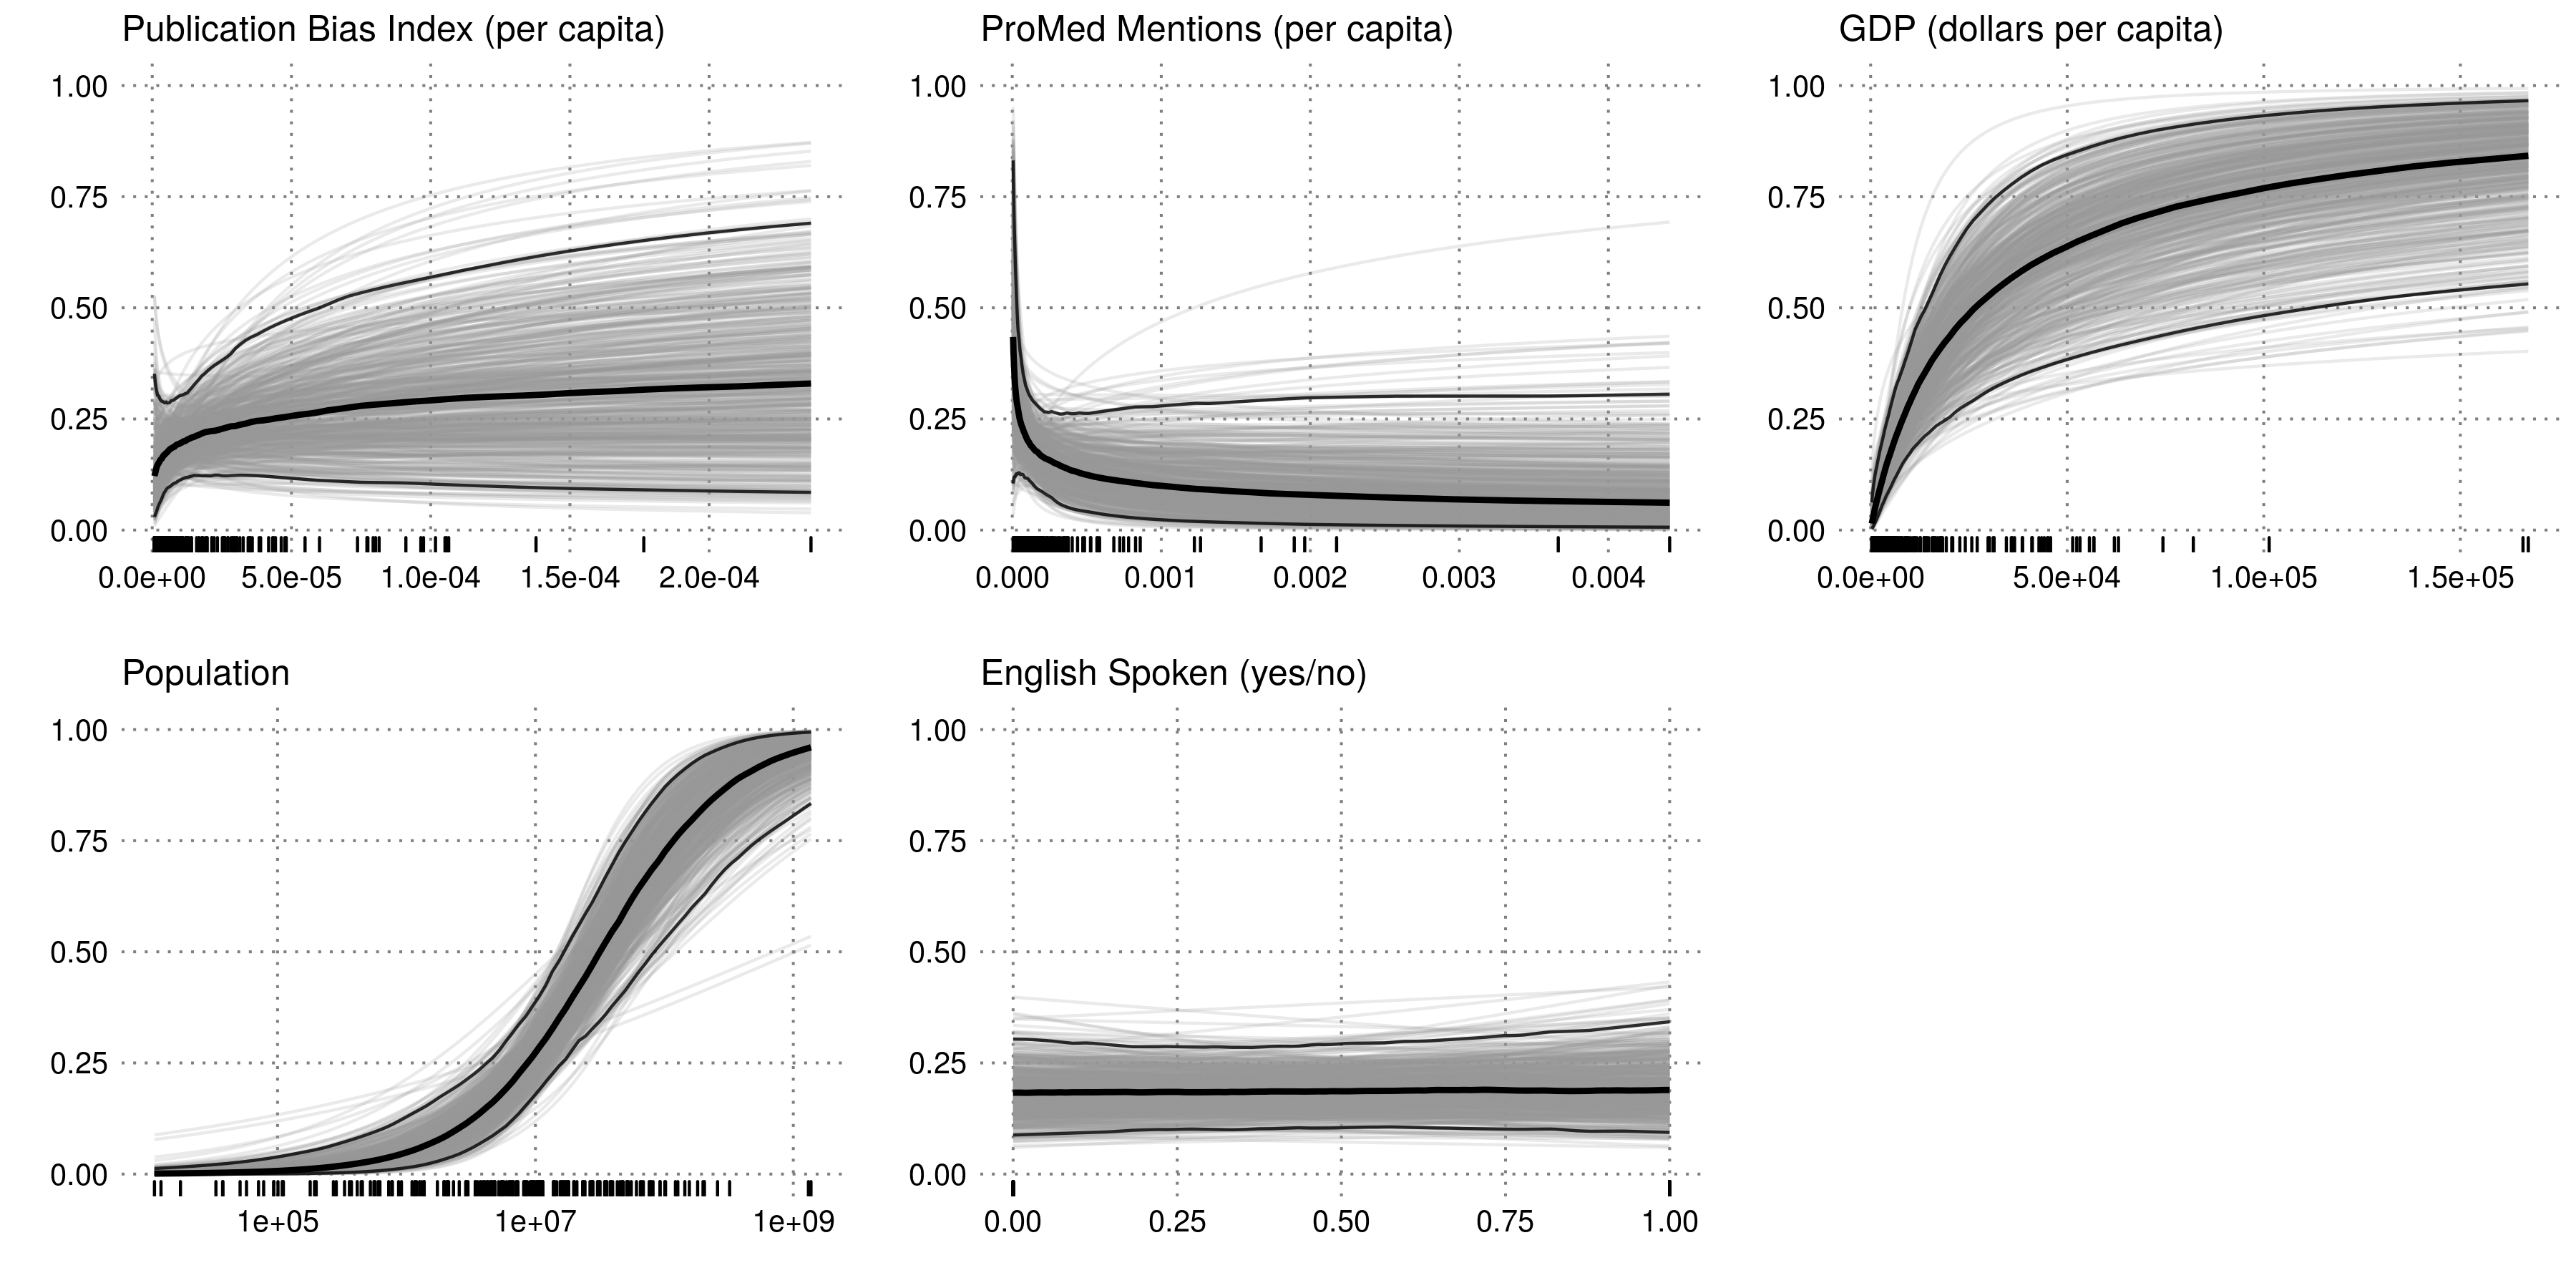 Publication Bias Index (per capita)
1.00
0.75
0.50
0.25
0.00
0.0e+00 5.0e-05 1.0e-04 1.5e-04 2.0e-04
ProMed Mentions (per capita)
1.00
0.75
0.50
0.25
0.00
0.000 0.001 0.002 0.003 0.004
GDP (dollars per capita)
1.00
0.75
0.50
0.25
0.00
0.0e+00 5.0e+04 1.0e+05 1.5e+05
Population
1.00
0.75
0.50
0.25
0.00
1e+05 1e+07 1e+09
English Spoken (yes/no)
1.00
0.75
0.50
0.25
0.00
0.00 0.25 0.50 0.75 1.00